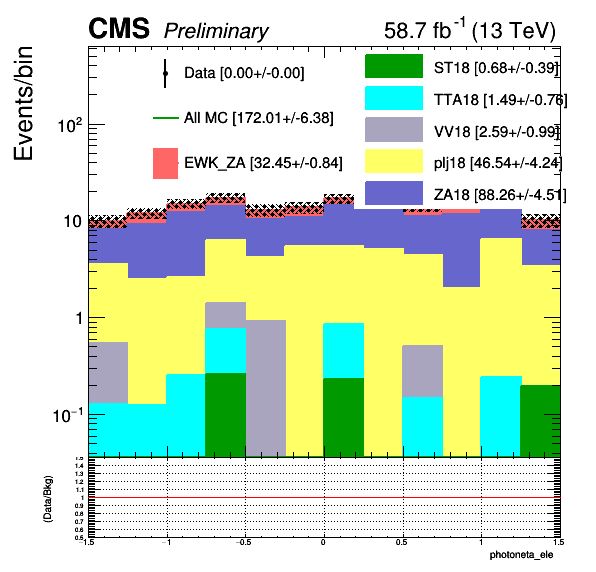 CMS Preliminary 58.7 fb⁻¹ (13 TeV)
Events/bin
Data [0.00+/-0.00]
All MC [172.01+/-6.38]
EWK_ZA [32.45+/-0.84]
ST18 [0.68+/-0.39]
TTA18 [1.49+/-0.76]
VV18 [2.59+/-0.99]
plj18 [46.54+/-4.24]
ZA18 [88.26+/-4.51]
10²
10
1
10⁻¹
(Data/Bkg)
1.5
1.4
1.3
1.2
1.1
1
0.9
0.8
0.7
0.6
0.5
-1.5 -1 -0.5 0 0.5 1 1.5
photoneta_ele